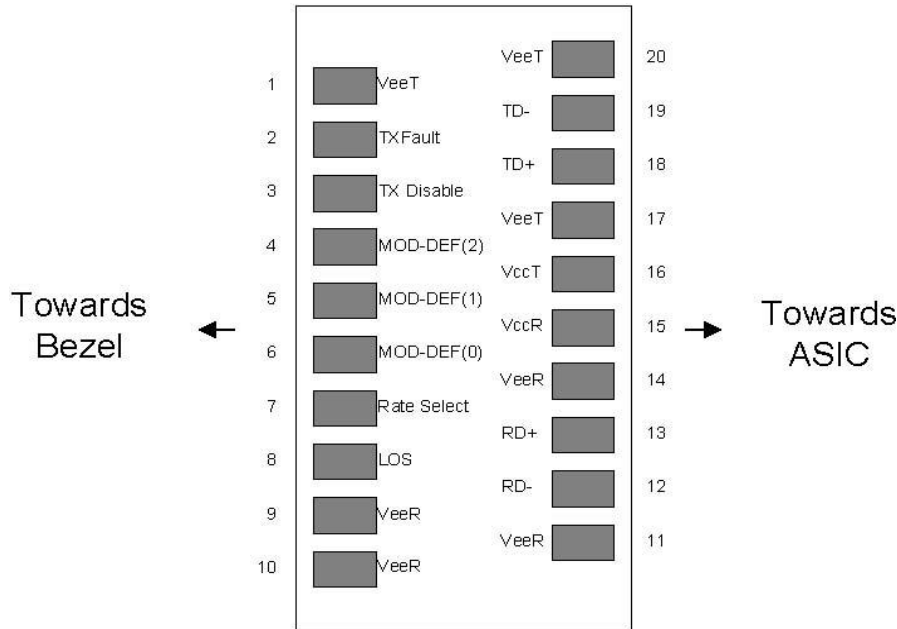 VeeT 20
1 VeeT
TD- 19
2 TXFault
TD+ 18
3 TX Disable
VeeT 17
4 MOD-DEF(2)
VccT 16
5 MOD-DEF(1)
Towards
Bezel
VccR 15
Towards
ASIC
6 MOD-DEF(0)
VeeR 14
7 Rate Select
RD+ 13
8 LOS
RD- 12
9 VeeR
VeeR 11
10 VeeR